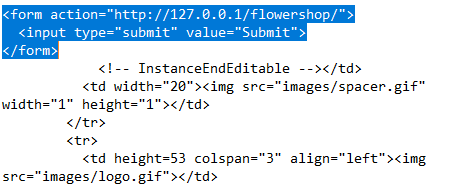 <form action="http://127.0.0.1/flowershop/">
<input type="submit" value="Submit">
</form>
<!-- InstanceEndEditable --></td>
<td width="20"><img src="images/spacer.gif"
width="1" height="1"></td>
</tr>
<tr>
<td height=53 colspan="3" align="left"><img
src="images/logo.gif"></td>